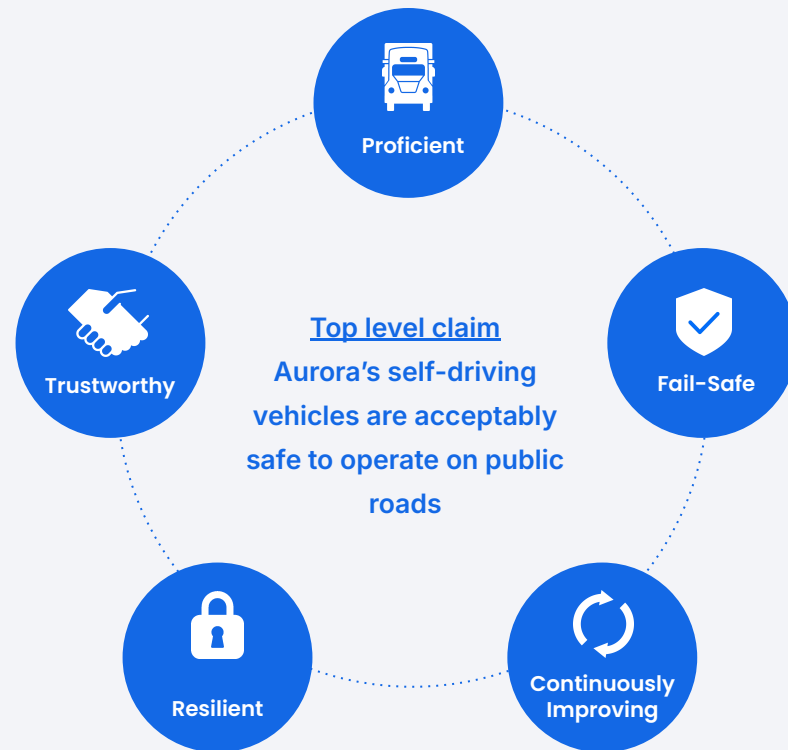 Proficient
Trustworthy
Top level claim
Aurora’s self-driving
vehicles are acceptably
safe to operate on public
roads
Fail-Safe
Resilient
Continuously
Improving